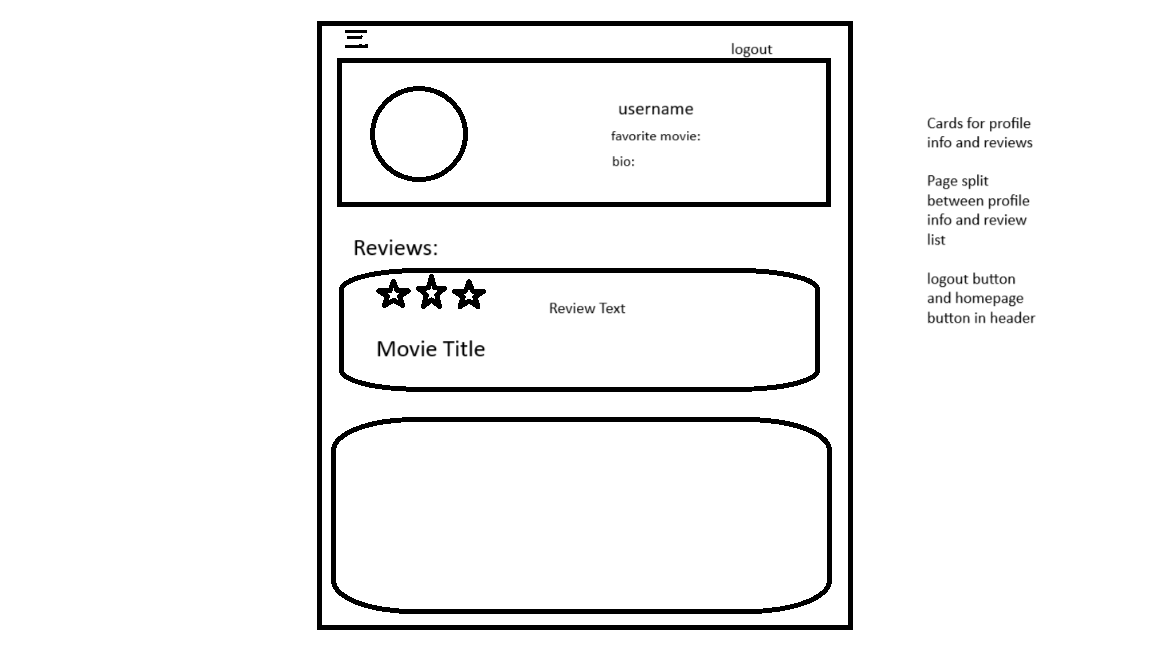 logout
username
favorite movie:
bio:
Reviews:
Review Text
Movie Title
Cards for profile
info and reviews
Page split
between profile
info and review
list
logout button
and homepage
button in header